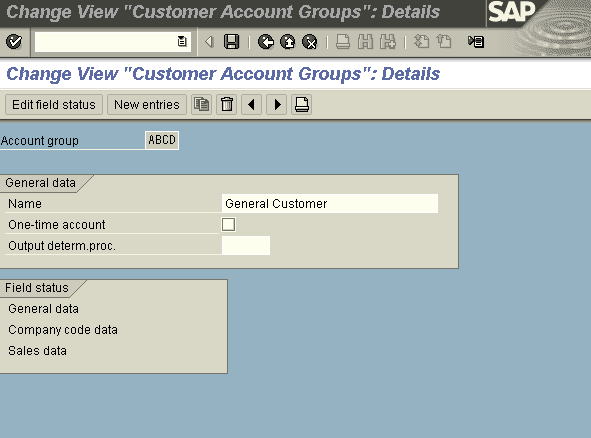 Change View "Customer Account Groups": Details
SAP
Change View "Customer Account Groups": Details
Edit field status New entries
Account group ABCD
General data
Name General Customer
One-time account
Output determ.proc.
Field status
General data
Company code data
Sales data